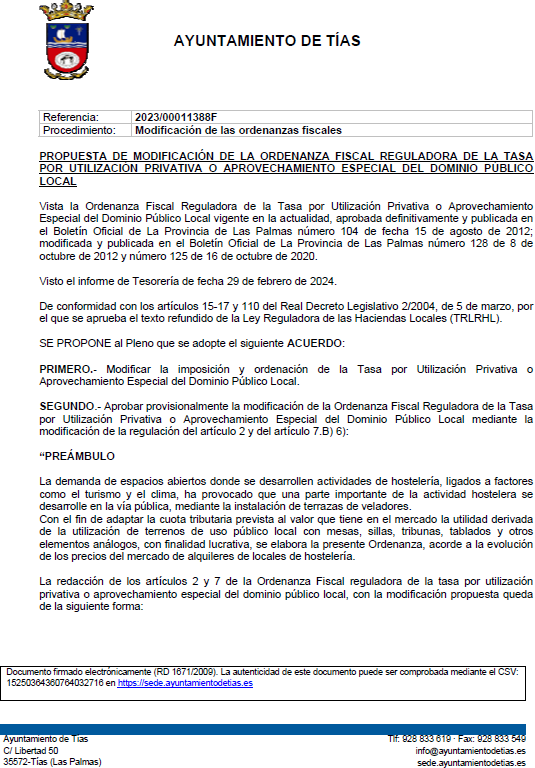 AYUNTAMIENTO DE TÍAS
Referencia: 2023/00011388F
Procedimiento: Modificación de las ordenanzas fiscales
PROPUESTA DE MODIFICACIÓN DE LA ORDENANZA FISCAL REGULADORA DE LA TASA
POR UTILIZACIÓN PRIVATIVA O APROVECHAMIENTO ESPECIAL DEL DOMINIO PÚBLICO
LOCAL
Vista la Ordenanza Fiscal Reguladora de la Tasa por Utilización Privativa o Aprovechamiento
Especial del Dominio Público Local vigente en la actualidad, aprobada definitivamente y publicada en
el Boletín Oficial de La Provincia de Las Palmas número 104 de fecha 15 de agosto de 2012;
modificada y publicada en el Boletín Oficial de La Provincia de Las Palmas número 128 de 8 de
octubre de 2012 y número 125 de 16 de octubre de 2020.
Visto el informe de Tesorería de fecha 29 de febrero de 2024.
De conformidad con los artículos 15-17 y 110 del Real Decreto Legislativo 2/2004, de 5 de marzo, por
el que se aprueba el texto refundido de la Ley Reguladora de las Haciendas Locales (TRLRHL).
SE PROPONE al Pleno que se adopte el siguiente ACUERDO:
PRIMERO.- Modificar la imposición y ordenación de la Tasa por Utilización Privativa o
Aprovechamiento Especial del Dominio Público Local.
SEGUNDO.- Aprobar provisionalmente la modificación de la Ordenanza Fiscal Reguladora de la Tasa
por Utilización Privativa o Aprovechamiento Especial del Dominio Público Local mediante la
modificación de la regulación del artículo 2 y del artículo 7.B) 6):
“PREÁMBULO
La demanda de espacios abiertos donde se desarrollen actividades de hostelería, ligados a factores
como el turismo y el clima, ha provocado que una parte importante de la actividad hostelera se
desarrolle en la vía pública, mediante la instalación de terrazas de veladores.
Con el fin de adaptar la cuota tributaria prevista al valor que tiene en el mercado la utilidad derivada
de la utilización de terrenos de uso público local con mesas, sillas, tribunas, tablados y otros
elementos análogos, con finalidad lucrativa, se elabora la presente Ordenanza, acorde a la evolución
de los precios del mercado de alquileres de locales de hostelería.
La redacción de los artículos 2 y 7 de la Ordenanza Fiscal reguladora de la tasa por utilización
privativa o aprovechamiento especial del dominio público local, con la modificación propuesta queda
de la siguiente forma:
Documento firmado electrónicamente (RD 1671/2009). La autenticidad de este documento puede ser comprobada mediante el CSV:
15250364360764032716 en https://sede.ayuntamientodetias.es
Ayuntamiento de Tías
C/ Libertad 50
35572-Tías (Las Palmas)
Tlf: 928 833 619 · Fax: 928 833 549
info@ayuntamientodetias.es
sede.ayuntamientodetias.es